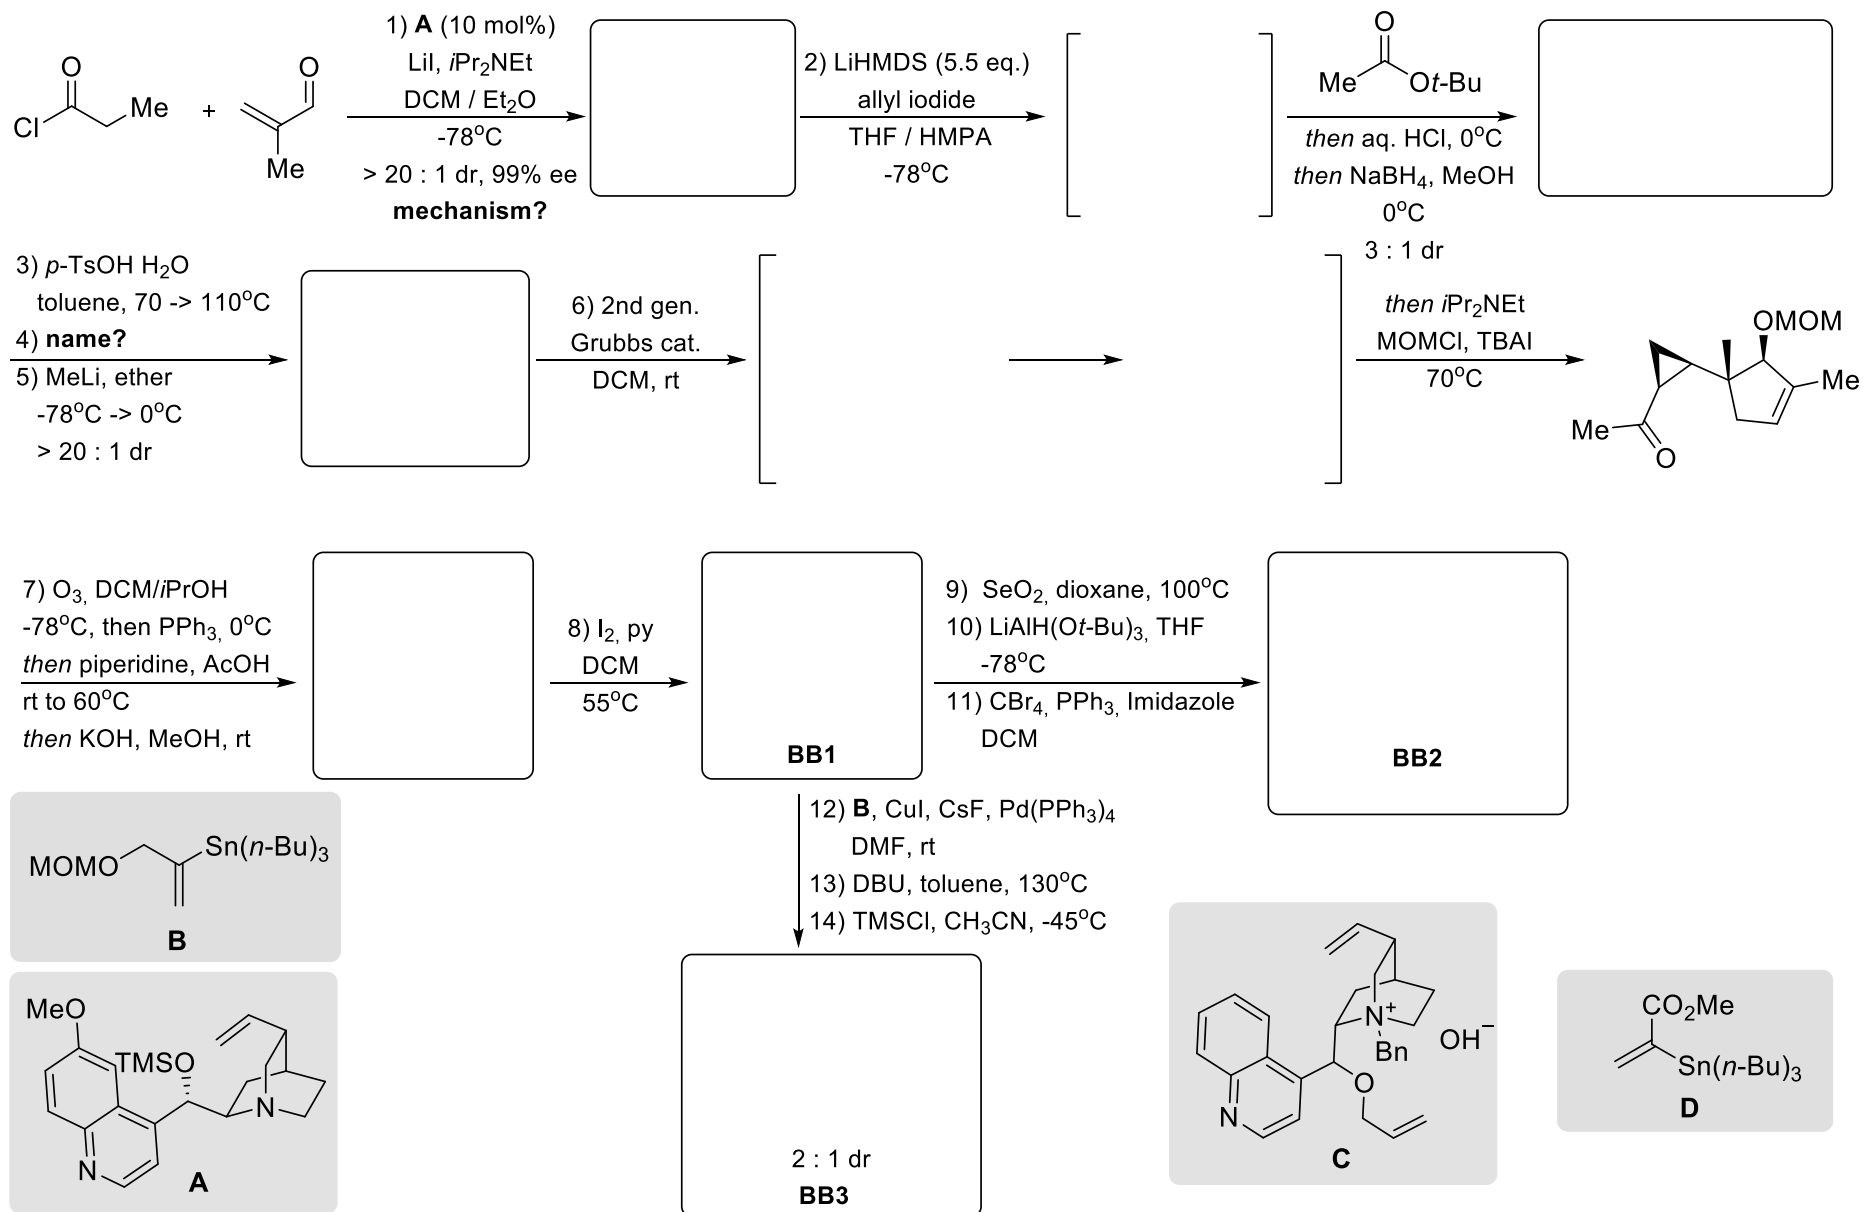 1) A (10 mol%)
LiI, iPr2NEt
DCM / Et2O
-78°C
> 20 : 1 dr, 99% ee
mechanism?
O
Cl
Me
+
O
Me
2) LiHMDS (5.5 eq.)
allyl iodide
THF / HMPA
-78°C
O
Me
Ot-Bu
then aq. HCl, 0°C
then NaBH4, MeOH
0°C
3 : 1 dr
3) p-TsOH H2O
toluene, 70 -> 110°C
4) name?
5) MeLi, ether
-78°C -> 0°C
> 20 : 1 dr
6) 2nd gen.
Grubbs cat.
DCM, rt
then iPr2NEt
MOMCl, TBAI
70°C
OMOM
Me
Me
O
7) O3, DCM/iPrOH
-78°C, then PPh3, 0°C
then piperidine, AcOH
rt to 60°C
then KOH, MeOH, rt
8) I2, py
DCM
55°C
BB1
9) SeO2, dioxane, 100°C
10) LiAlH(Ot-Bu)3, THF
-78°C
11) CBr4, PPh3, Imidazole
DCM
BB2
12) B, CuI, CsF, Pd(PPh3)4
DMF, rt
13) DBU, toluene, 130°C
14) TMSCl, CH3CN, -45°C
2 : 1 dr
BB3
MOMO
Sn(n-Bu)3
B
MeO
TMSO
N
N
A
N+
Bn
OH−
O
N
C
CO2Me
Sn(n-Bu)3
D